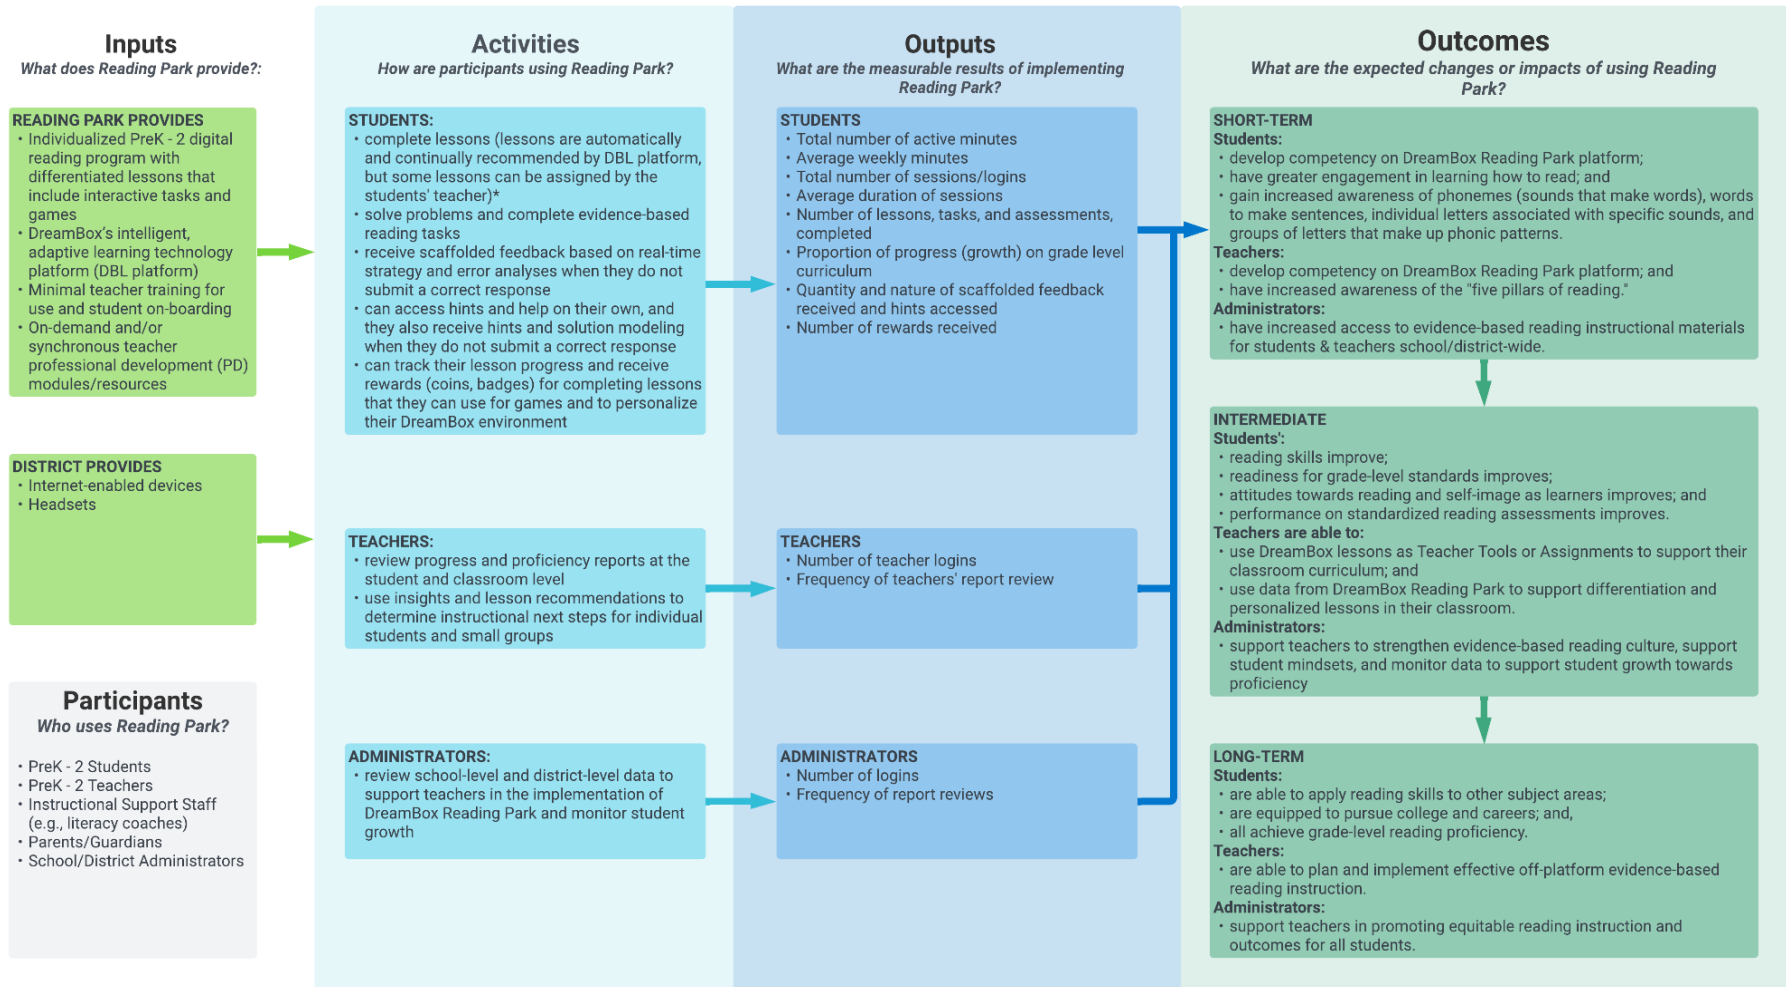 Inputs
What does Reading Park provide?:
READING PARK PROVIDES
• Individualized PreK - 2 digital
reading program with
differentiated lessons that
include interactive tasks and
games
• DreamBox's intelligent,
adaptive learning technology
platform (DBL platform)
• Minimal teacher training for
use and student on-boarding
• On-demand and/or
synchronous teacher
professional development (PD)
modules/resources
DISTRICT PROVIDES
• Internet-enabled devices
• Headsets
Participants
Who uses Reading Park?
• PreK - 2 Students
• PreK - 2 Teachers
• Instructional Support Staff
(e.g., literacy coaches)
• Parents/Guardians
• School/District Administrators
Activities
How are participants using Reading Park?
STUDENTS:
• complete lessons (lessons are automatically
and continually recommended by DBL platform,
but some lessons can be assigned by the
students' teacher)*
• solve problems and complete evidence-based
reading tasks
• receive scaffolded feedback based on real-time
strategy and error analyses when they do not
submit a correct response
• can access hints and help on their own, and
they also receive hints and solution modeling
when they do not submit a correct response
• can track their lesson progress and receive
rewards (coins, badges) for completing lessons
that they can use for games and to personalize
their DreamBox environment
TEACHERS:
• review progress and proficiency reports at the
student and classroom level
• use insights and lesson recommendations to
determine instructional next steps for individual
students and small groups
ADMINISTRATORS:
• review school-level and district-level data to
support teachers in the implementation of
DreamBox Reading Park and monitor student
growth
Outputs
What are the measurable results of implementing
Reading Park?
STUDENTS
• Total number of active minutes
• Average weekly minutes
• Total number of sessions/logins
• Average duration of sessions
• Number of lessons, tasks, and assessments,
completed
• Proportion of progress (growth) on grade level
curriculum
• Quantity and nature of scaffolded feedback
received and hints accessed
• Number of rewards received
TEACHERS
• Number of teacher logins
• Frequency of teachers' report review
ADMINISTRATORS
• Number of logins
• Frequency of report reviews
Outcomes
What are the expected changes or impacts of using Reading
Park?
SHORT-TERM
Students:
• develop competency on DreamBox Reading Park platform;
• have greater engagement in learning how to read; and
• gain increased awareness of phonemes (sounds that make words), words
to make sentences, individual letters associated with specific sounds, and
groups of letters that make up phonic patterns.
Teachers:
• develop competency on DreamBox Reading Park platform; and
• have increased awareness of the "five pillars of reading."
Administrators:
• have increased access to evidence-based reading instructional materials
for students & teachers school/district-wide.
INTERMEDIATE
Students':
• reading skills improve;
• readiness for grade-level standards improves;
• attitudes towards reading and self-image as learners improves; and
• performance on standardized reading assessments improves.
Teachers are able to:
• use DreamBox lessons as Teacher Tools or Assignments to support their
classroom curriculum; and
• use data from DreamBox Reading Park to support differentiation and
personalized lessons in their classroom.
Administrators:
• support teachers to strengthen evidence-based reading culture, support
student mindsets, and monitor data to support student growth towards
proficiency
LONG-TERM
Students:
• are able to apply reading skills to other subject areas;
• are equipped to pursue college and careers; and,
• all achieve grade-level reading proficiency.
Teachers:
• are able to plan and implement effective off-platform evidence-based
reading instruction.
Administrators:
• support teachers in promoting equitable reading instruction and
outcomes for all students.